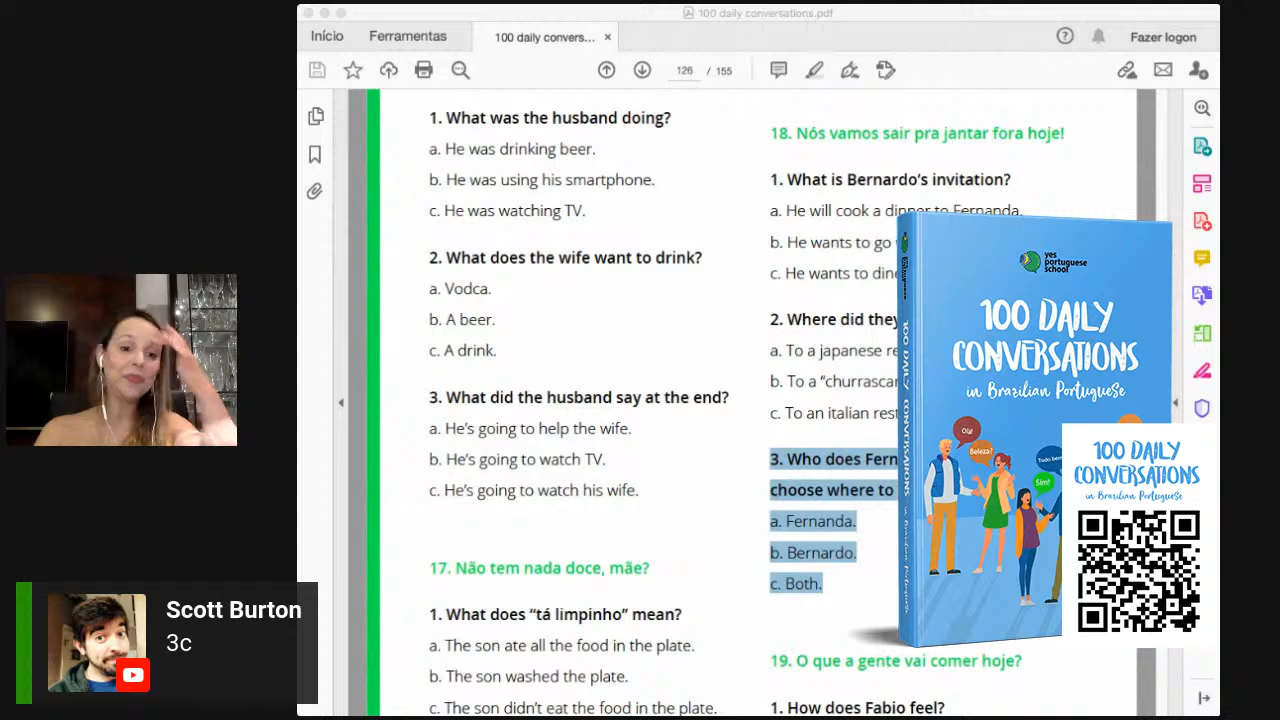 100 daily conversations.pdf
Início
Ferramentas
100 daily convers...
Fazer logon
126 / 155
1. What was the husband doing?
a. He was drinking beer.
b. He was using his smartphone.
c. He was watching TV.
2. What does the wife want to drink?
a. Vodca.
b. A beer.
c. A drink.
3. What did the husband say at the end?
a. He's going to help the wife.
b. He's going to watch TV.
c. He's going to watch his wife.
17. Não tem nada doce, mãe?
1. What does “tá limpinho” mean?
a. The son ate all the food in the plate.
b. The son washed the plate.
c. The son didn't eat the food in the plate.
18. Nós vamos sair pra jantar fora hoje!
1. What is Bernardo's invitation?
a. He will cook a dinner to Fernanda.
b. He wants to go
c. He wants to
2. Where did they
a. To a japanese
b. To a
c. To an italian
3. Who does
choose where to
a. Fernanda.
b. Bernardo.
c. Both.
19. O que a gente vai comer hoje?
1. How does Fabio feel?
yes
portuguese
school
100 DAILY
CONVERSATIONS
in Brazilian Portuguese
Olá!
Beleza?
Sim!
100 DAILY CONVERSATIONS
100 DAILY
CONVERSATIONS
in Brazilian Portuguese
Scott Burton
3c